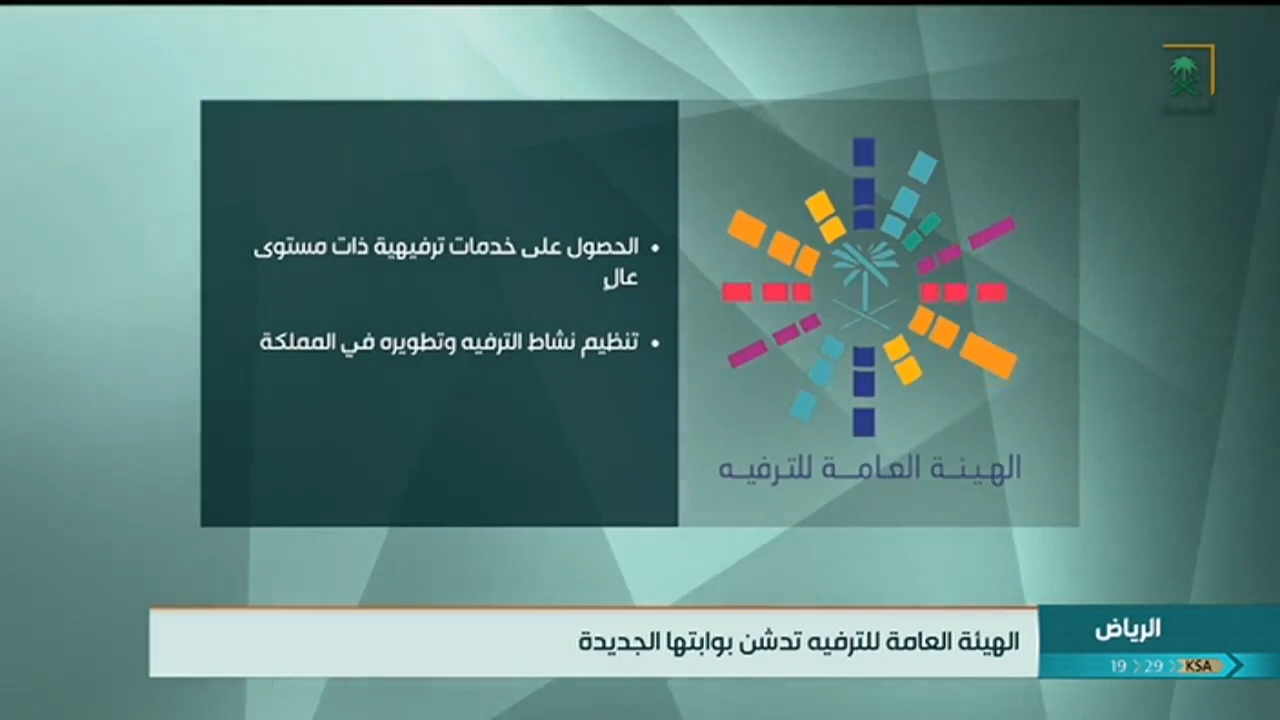 الحصول على خدمات ترفيهية ذات مستوى
عالٍ
تنظيم نشاط الترفيه وتطويره في المملكة
الهيئة العامة للترفيه
الرياض
الهيئة العامة للترفيه تدشن بوابتها الجديدة
19 29 KSA